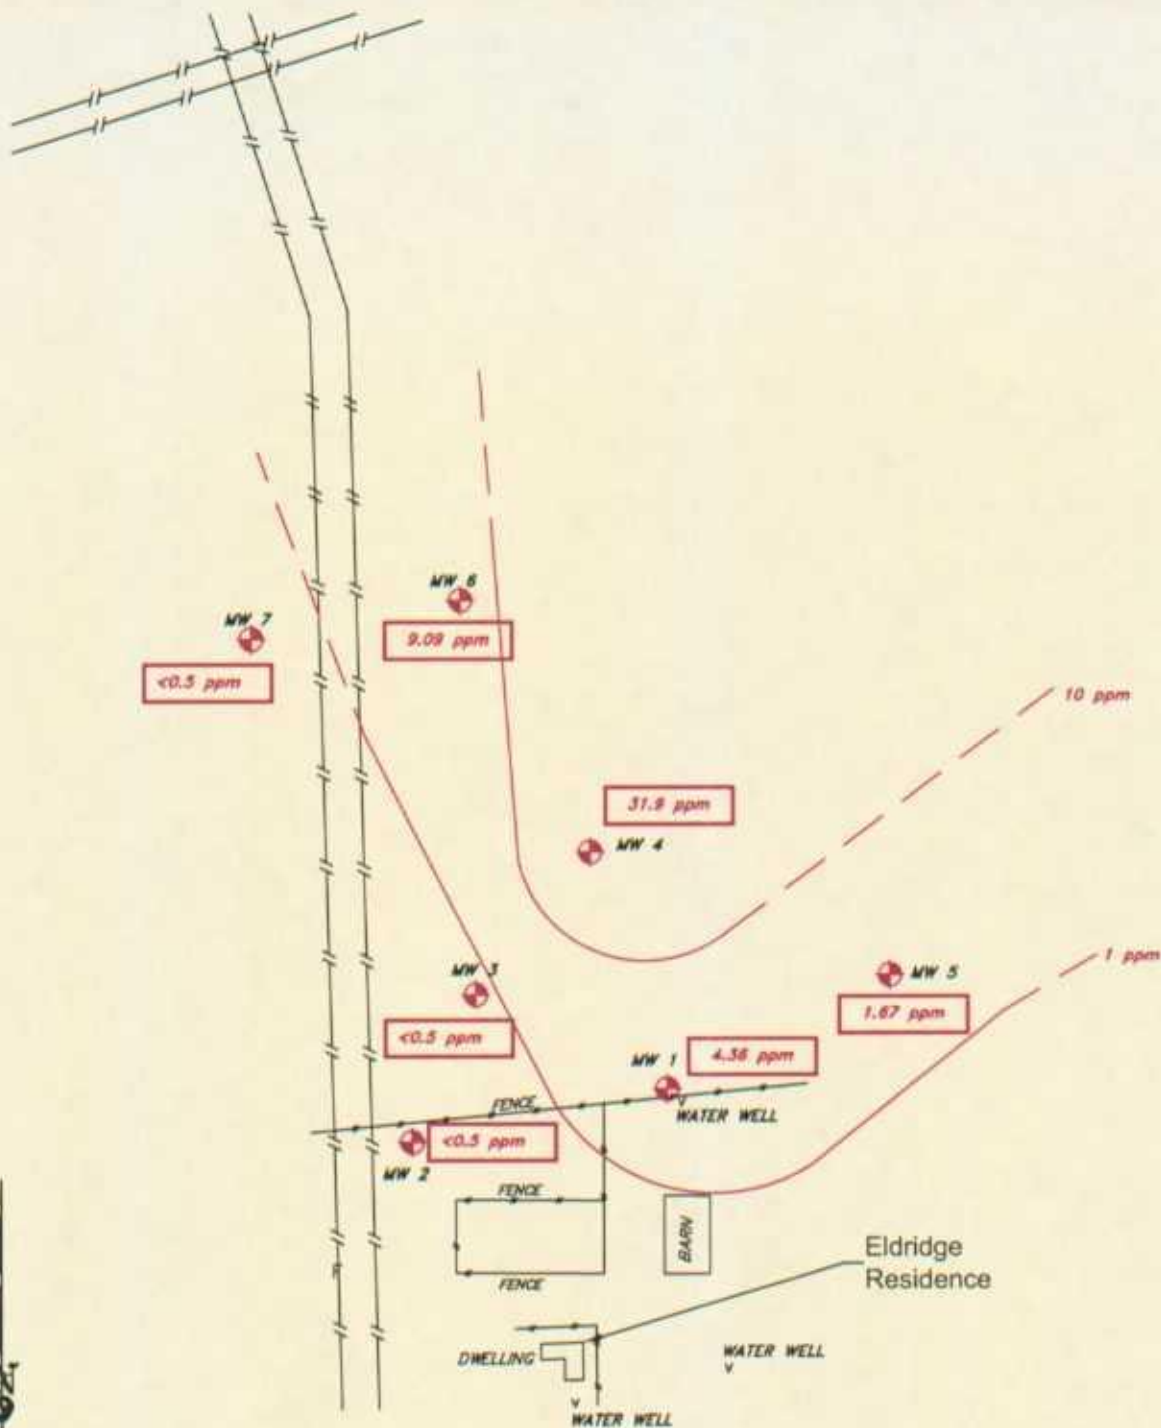 MW 6
9.09 ppm
MW 7
<0.5 ppm
10 ppm
31.9 ppm
MW 4
1 ppm
MW 3
<0.5 ppm
MW 5
1.67 ppm
MW 1
4.36 ppm
FENCE
WATER WELL
<0.5 ppm
MW 2
FENCE
BARN
FENCE
Eldridge
Residence
DWELLING
WATER WELL
WATER WELL